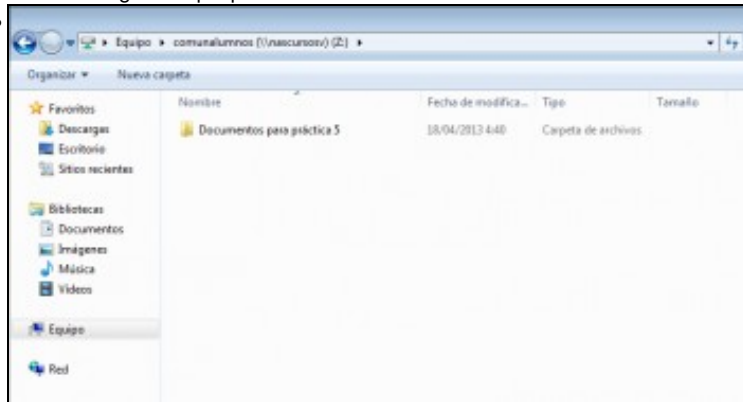 Equipo ▸ comunalumnos (\\nascursosv) (Z:) ▸
Organizar Nueva carpeta
Nombre Fecha de modifica... Tipo Tamaño
Favoritos
Descargas
Escritorio
Sitios recientes
Bibliotecas
Documentos
Imágenes
Música
Vídeos
Equipo
Red
Documentos para práctica 5 18/04/2013 4:40 Carpeta de archivos